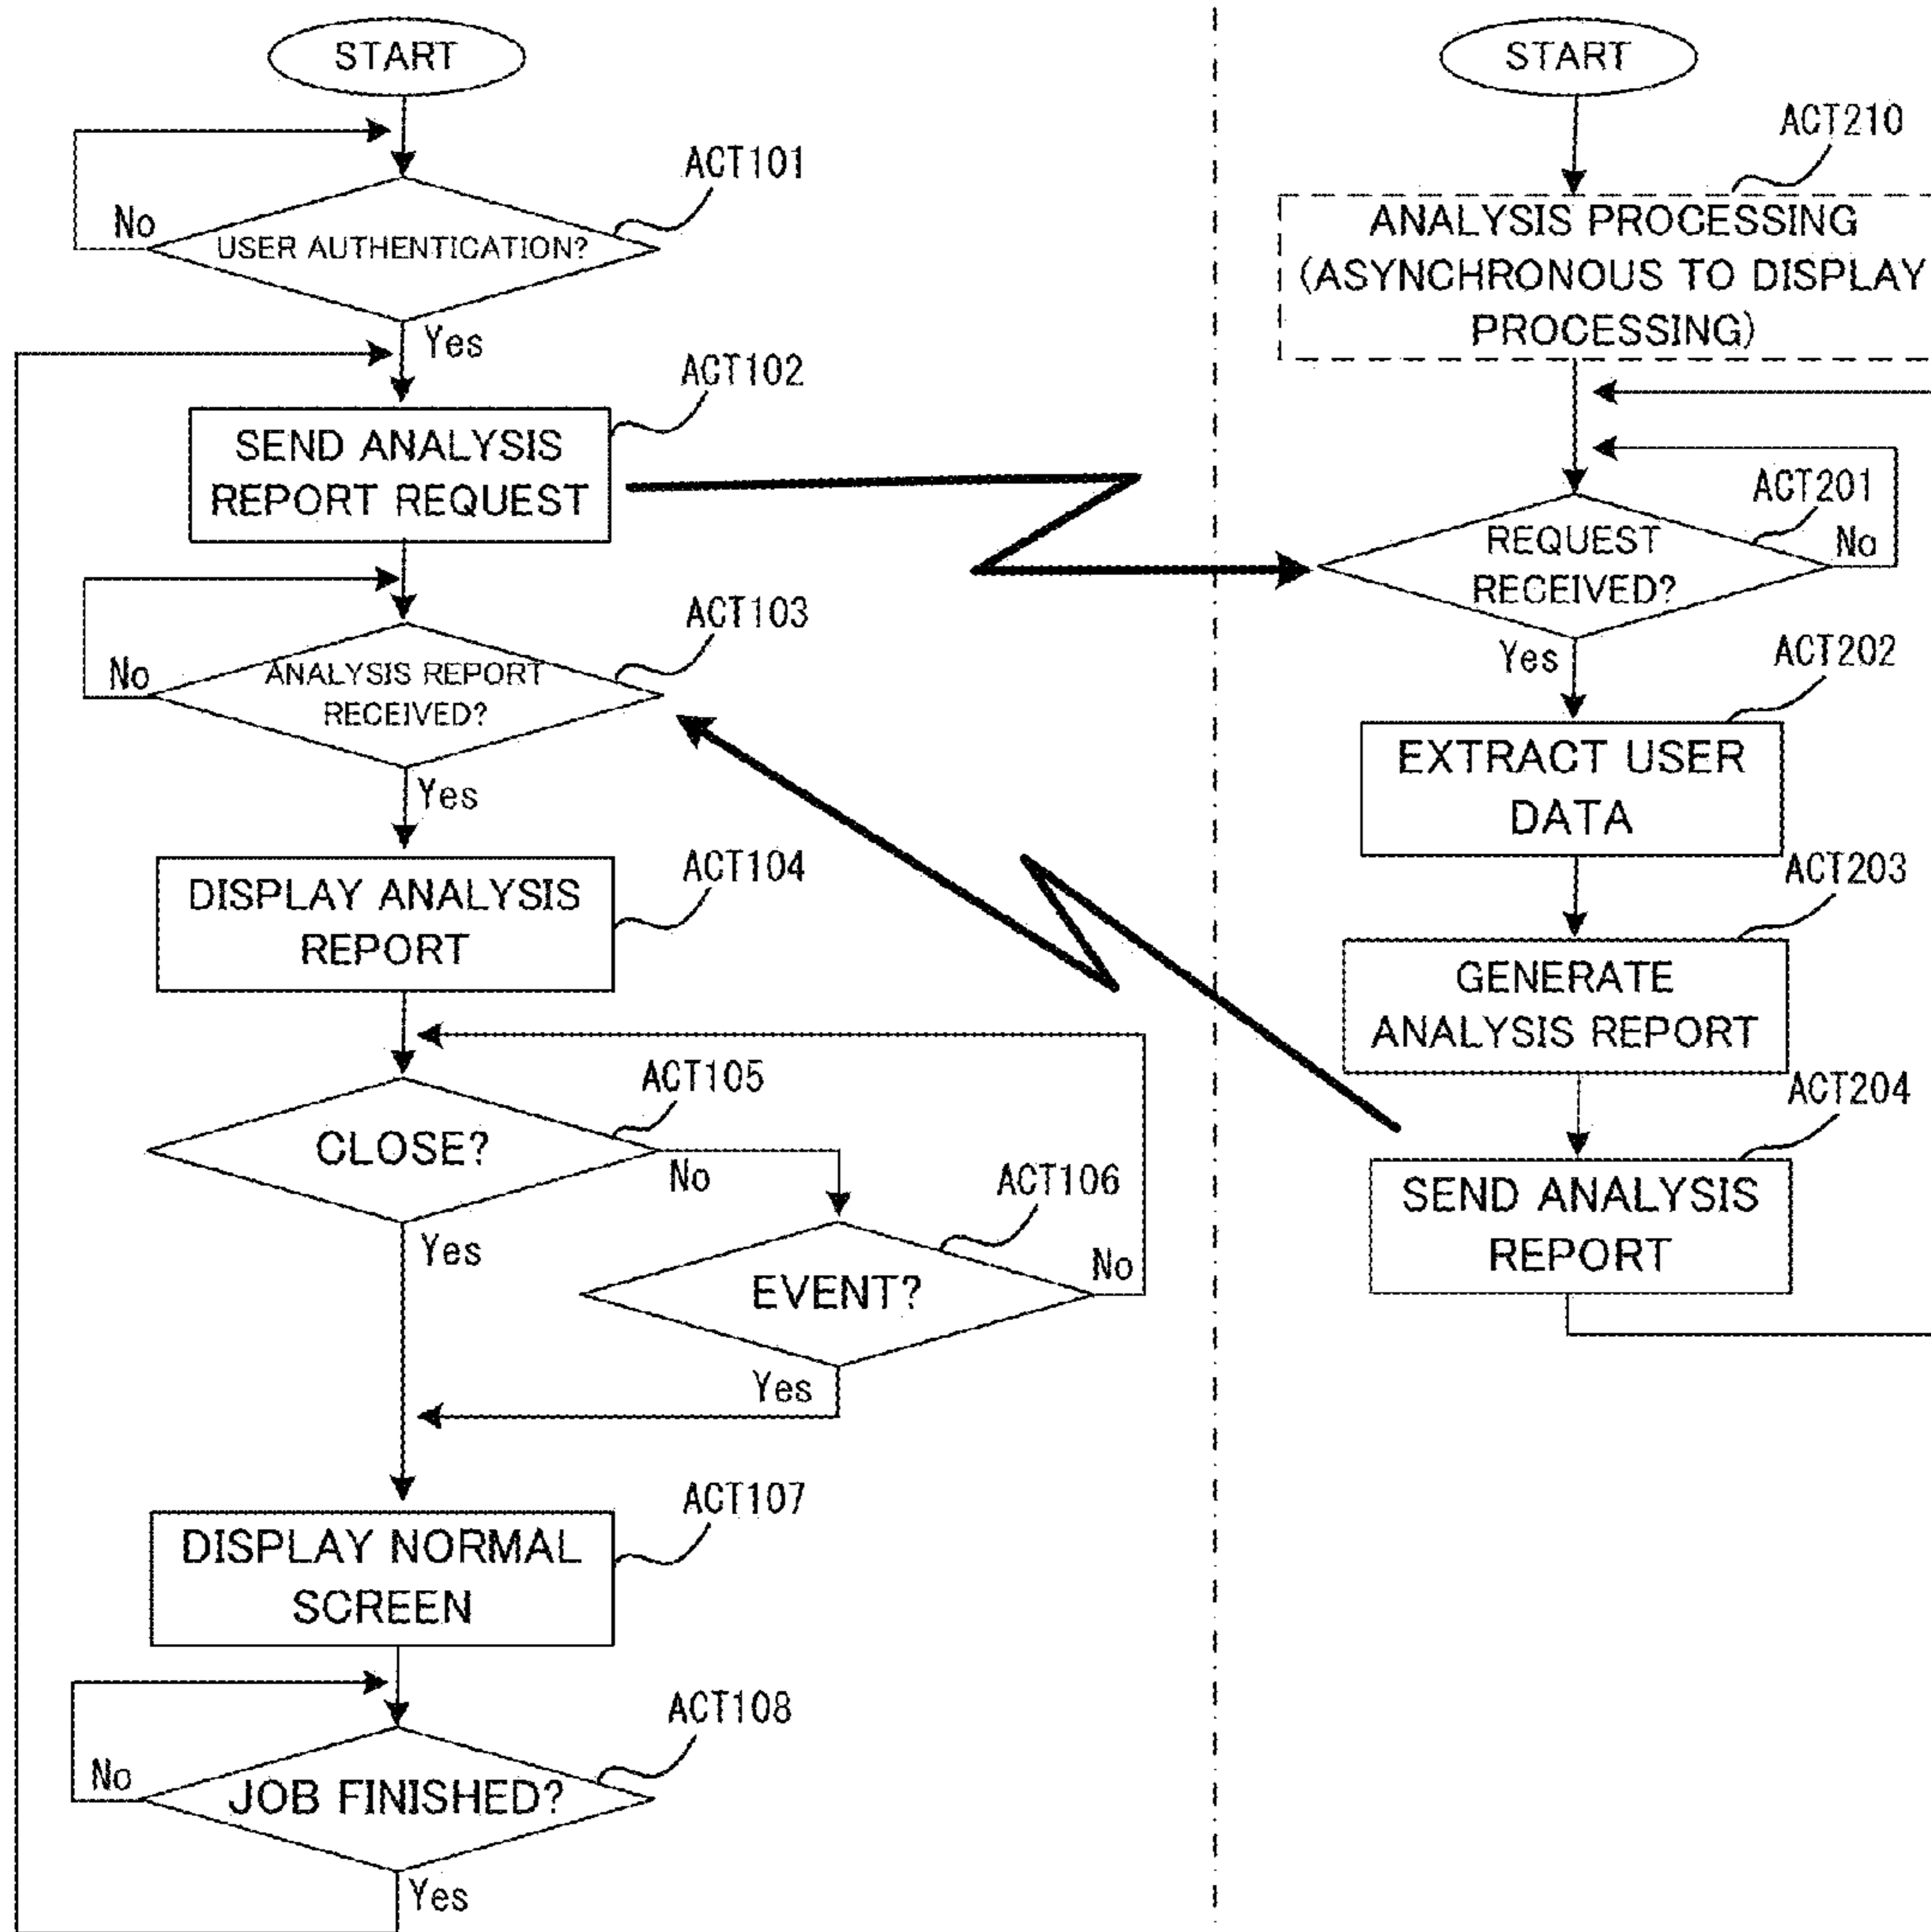 START
ACT101
No
USER AUTHENTICATION?
Yes
ACT102
SEND ANALYSIS
REPORT REQUEST
ACT103
No
ANALYSIS REPORT
RECEIVED?
Yes
ACT104
DISPLAY ANALYSIS
REPORT
ACT105
CLOSE?
No
Yes
ACT106
EVENT?
No
Yes
ACT107
DISPLAY NORMAL
SCREEN
ACT108
No
JOB FINISHED?
Yes
START
ACT210
ANALYSIS PROCESSING
(ASYNCHRONOUS TO DISPLAY
PROCESSING)
ACT201
REQUEST
RECEIVED?
No
Yes
ACT202
EXTRACT USER
DATA
ACT203
GENERATE
ANALYSIS REPORT
ACT204
SEND ANALYSIS
REPORT